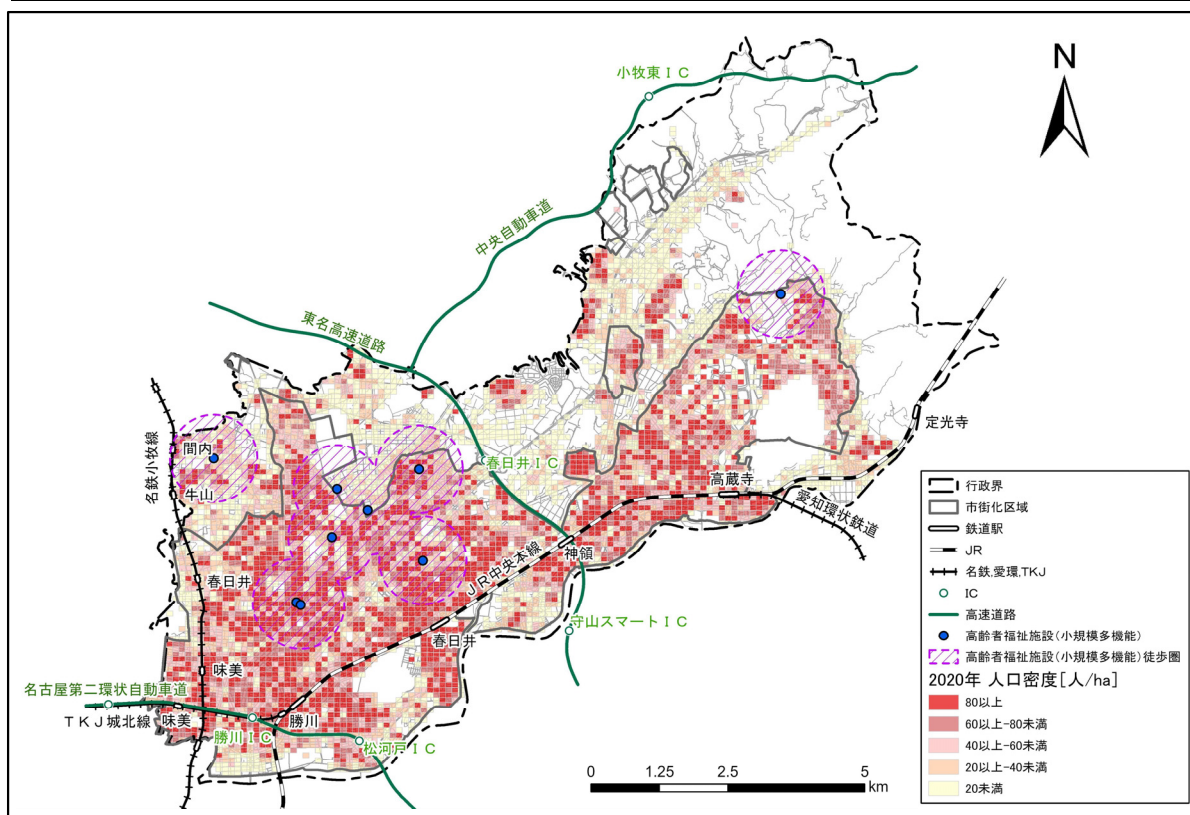 N
小牧東IC
中央自動車道
東名高速道路
名鉄小牧線
間内
牛山
春日井IC
定光寺
高蔵寺
愛知環状鉄道
JR中央本線
神領
春日井
守山スマートIC
春日井
味美
名古屋第二環状自動車道
TKJ城北線
味美
勝川
勝川IC
松河戸IC
0 1.25 2.5 5
km
行政界
市街化区域
鉄道駅
JR
名鉄,愛環,TKJ
IC
高速道路
高齢者福祉施設(小規模多機能)
高齢者福祉施設(小規模多機能)徒歩圏
2020年 人口密度[人/ha]
80以上
60以上-80未満
40以上-60未満
20以上-40未満
20未満